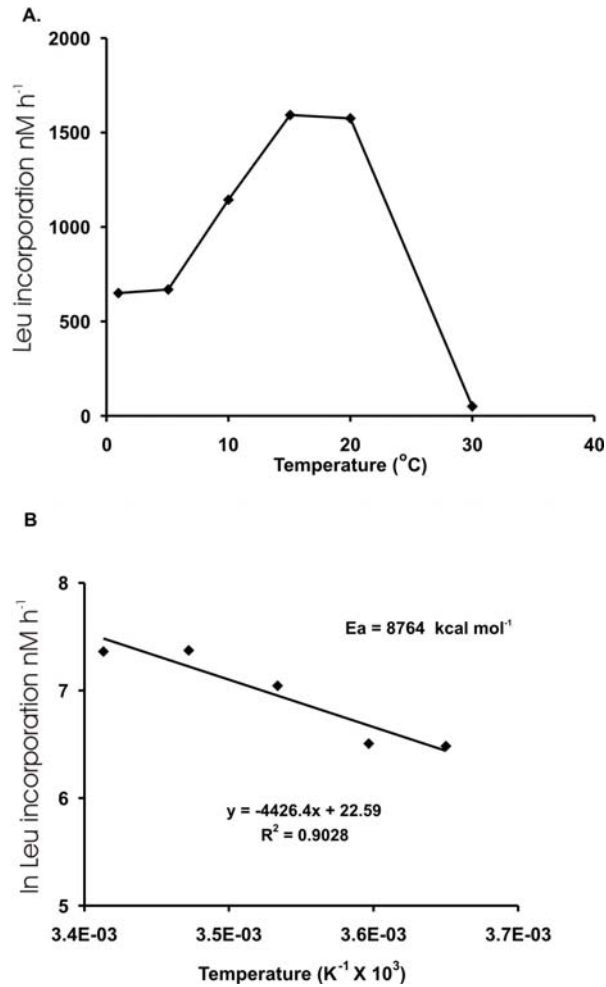 A.
Leu incorporation nM h⁻¹
2000
1500
1000
500
0
0 10 20 30 40
Temperature (°C)
B
ln Leu incorporation nM h⁻¹
8
7
6
5
Ea = 8764 kcal mol⁻¹
y = -4426.4x + 22.59
R² = 0.9028
3.4E-03 3.5E-03 3.6E-03 3.7E-03
Temperature (K⁻¹ X 10³)